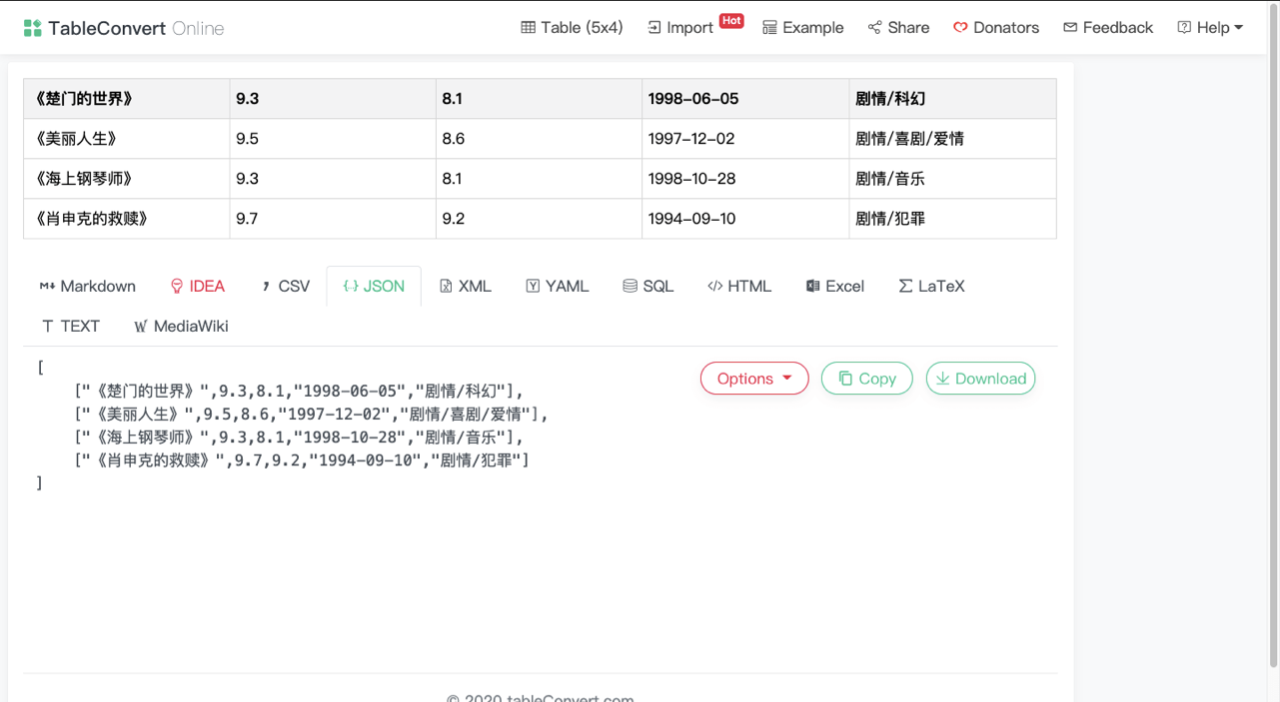 TableConvert Online Table (5x4) Import Hot Example Share Donators Feedback Help
《楚门的世界》 9.3 8.1 1998-06-05 剧情/科幻
《美丽人生》 9.5 8.6 1997-12-02 剧情/喜剧/爱情
《海上钢琴师》 9.3 8.1 1998-10-28 剧情/音乐
《肖申克的救赎》 9.7 9.2 1994-09-10 剧情/犯罪
Markdown IDEA CSV JSON XML YAML SQL HTML Excel LaTeX
TEXT MediaWiki
[
Options Copy Download
["《楚门的世界》",9.3,8.1,"1998-06-05","剧情/科幻"],
["《美丽人生》",9.5,8.6,"1997-12-02","剧情/喜剧/爱情"],
["《海上钢琴师》",9.3,8.1,"1998-10-28","剧情/音乐"],
["《肖申克的救赎》",9.7,9.2,"1994-09-10","剧情/犯罪"]
]
© 2020 tableConvert.com